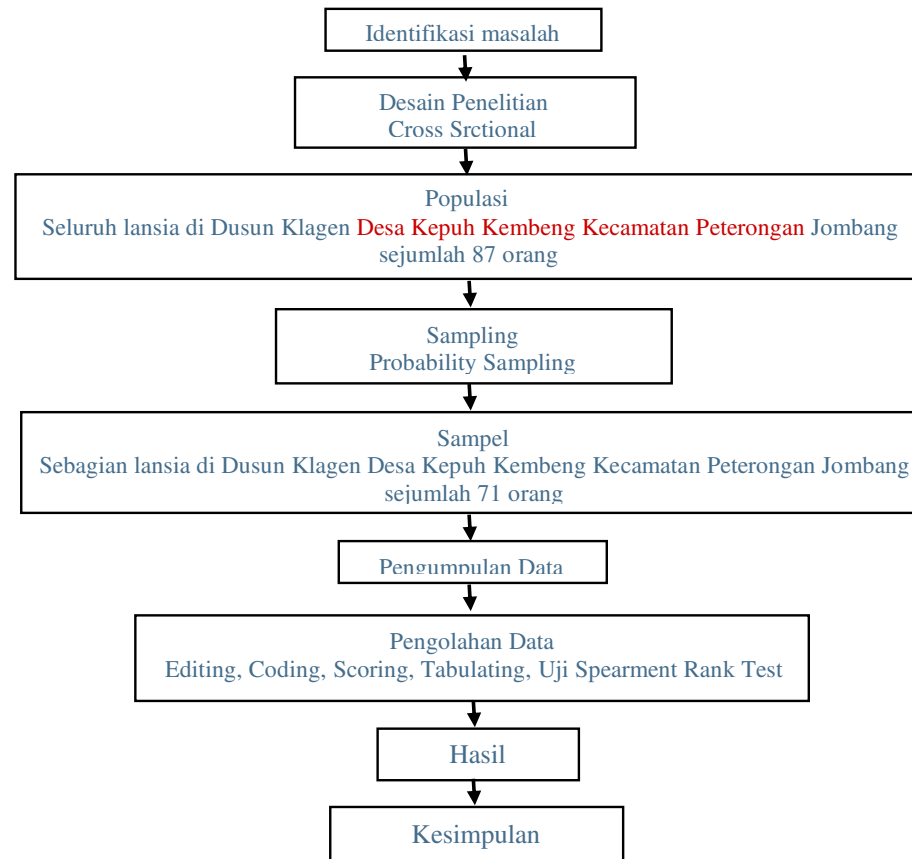 Identifikasi masalah
Desain Penelitian
Cross Srctional
Populasi
Seluruh lansia di Dusun Klagen Desa Kepuh Kembeng Kecamatan Peterongan Jombang
sejumlah 87 orang
Sampling
Probability Sampling
Sampel
Sebagian lansia di Dusun Klagen Desa Kepuh Kembeng Kecamatan Peterongan Jombang
sejumlah 71 orang
Pengumpulan Data
Pengolahan Data
Editing, Coding, Scoring, Tabulating, Uji Spearment Rank Test
Hasil
Kesimpulan